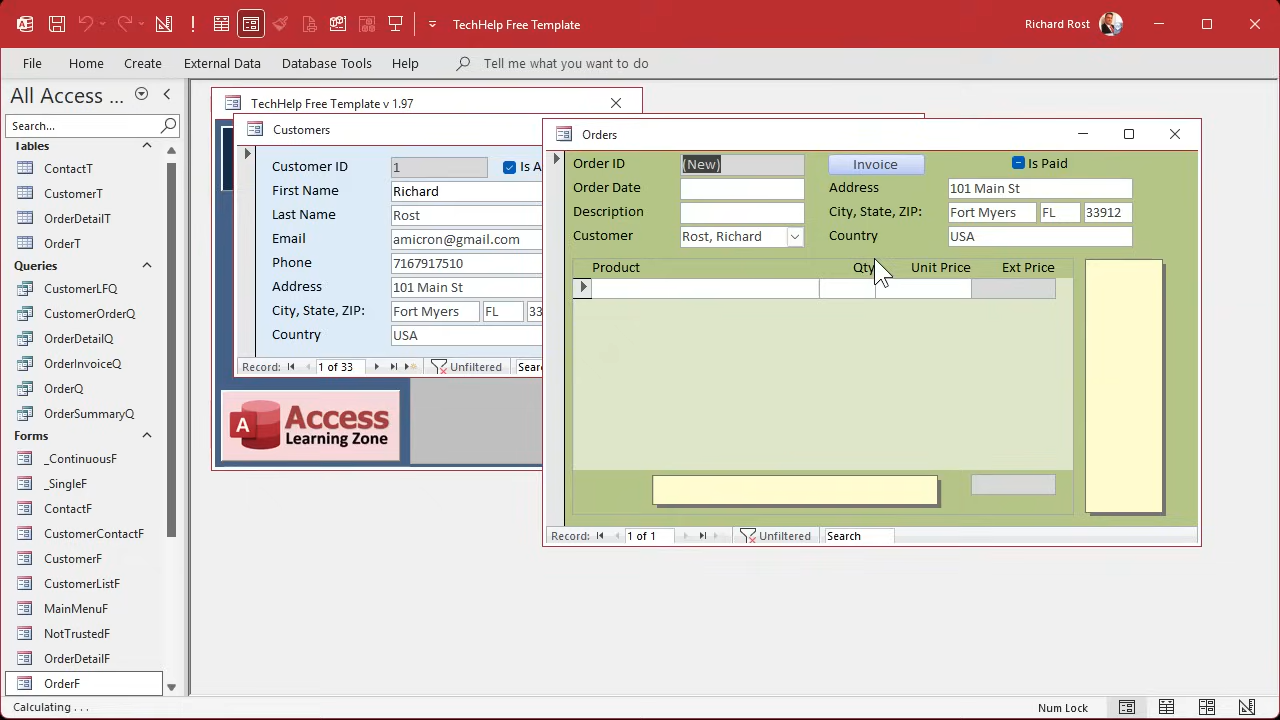 TechHelp Free Template
Richard Rost
File Home Create External Data Database Tools Help Tell me what you want to do
All Access ...
Search...
Tables
ContactT
CustomerT
OrderDetailT
OrderT
Queries
CustomerLFQ
CustomerOrderQ
OrderDetailQ
OrderInvoiceQ
OrderQ
OrderSummaryQ
Forms
_ContinuousF
_SingleF
ContactF
CustomerContactF
CustomerF
CustomerListF
MainMenuF
NotTrustedF
OrderDetailF
OrderF
TechHelp Free Template v 1.97
Customers
Customer ID 1 Is A
First Name Richard
Last Name Rost
Email amicron@gmail.com
Phone 7167917510
Address 101 Main St
City, State, ZIP: Fort Myers FL 33
Country USA
Record: 1 of 33 Unfiltered Sear
A Access
Learning Zone
Orders
Order ID (New) Invoice Is Paid
Order Date Address 101 Main St
Description City, State, ZIP: Fort Myers FL 33912
Customer Rost, Richard Country USA
Product Qty Unit Price Ext Price
Record: 1 of 1 Unfiltered Search
Calculating . . .
Num Lock